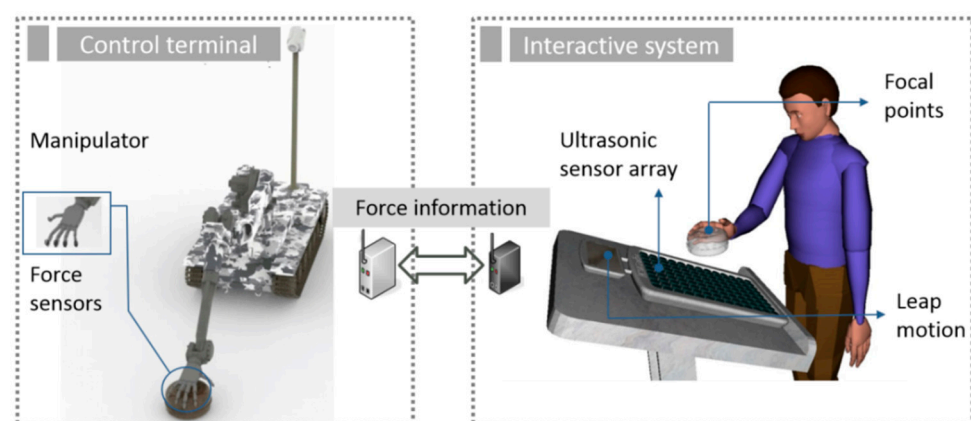 Control terminal
Manipulator
Force
sensors
Force information
Interactive system
Focal
points
Ultrasonic
sensor array
Leap
motion